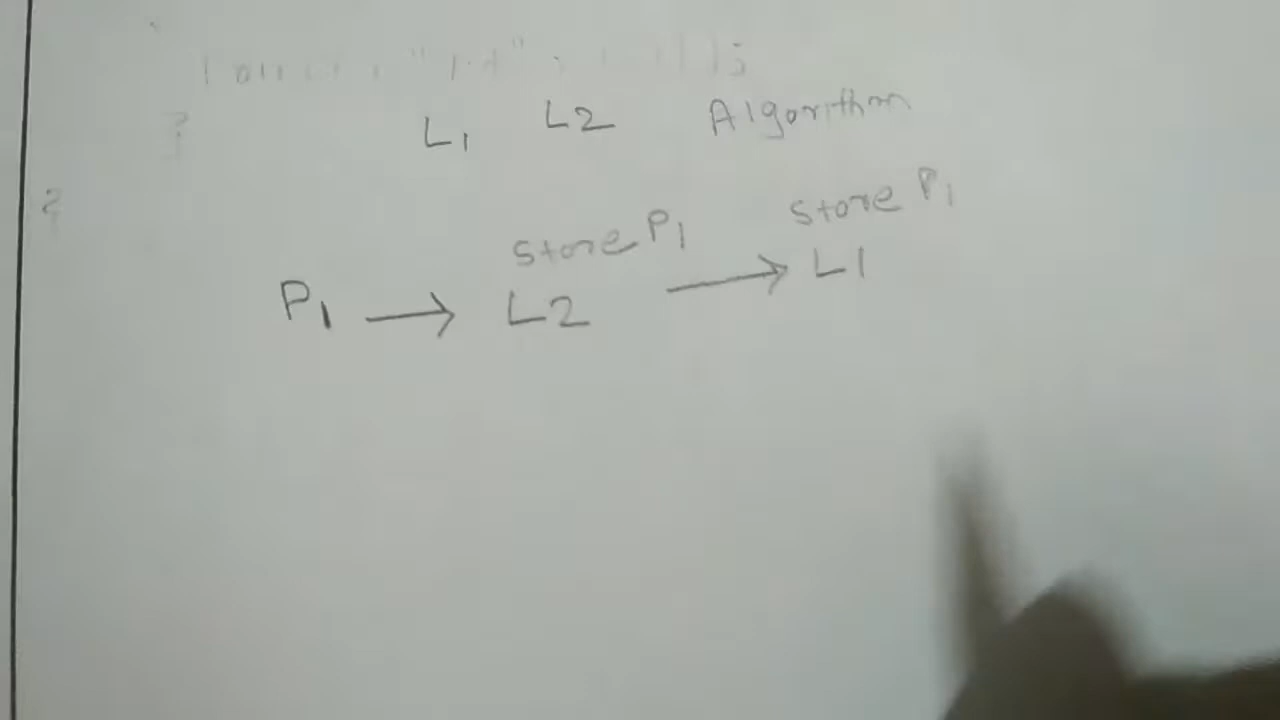 L1 L2 Algorithm
store P1 store P1
P1 → L2 → L1